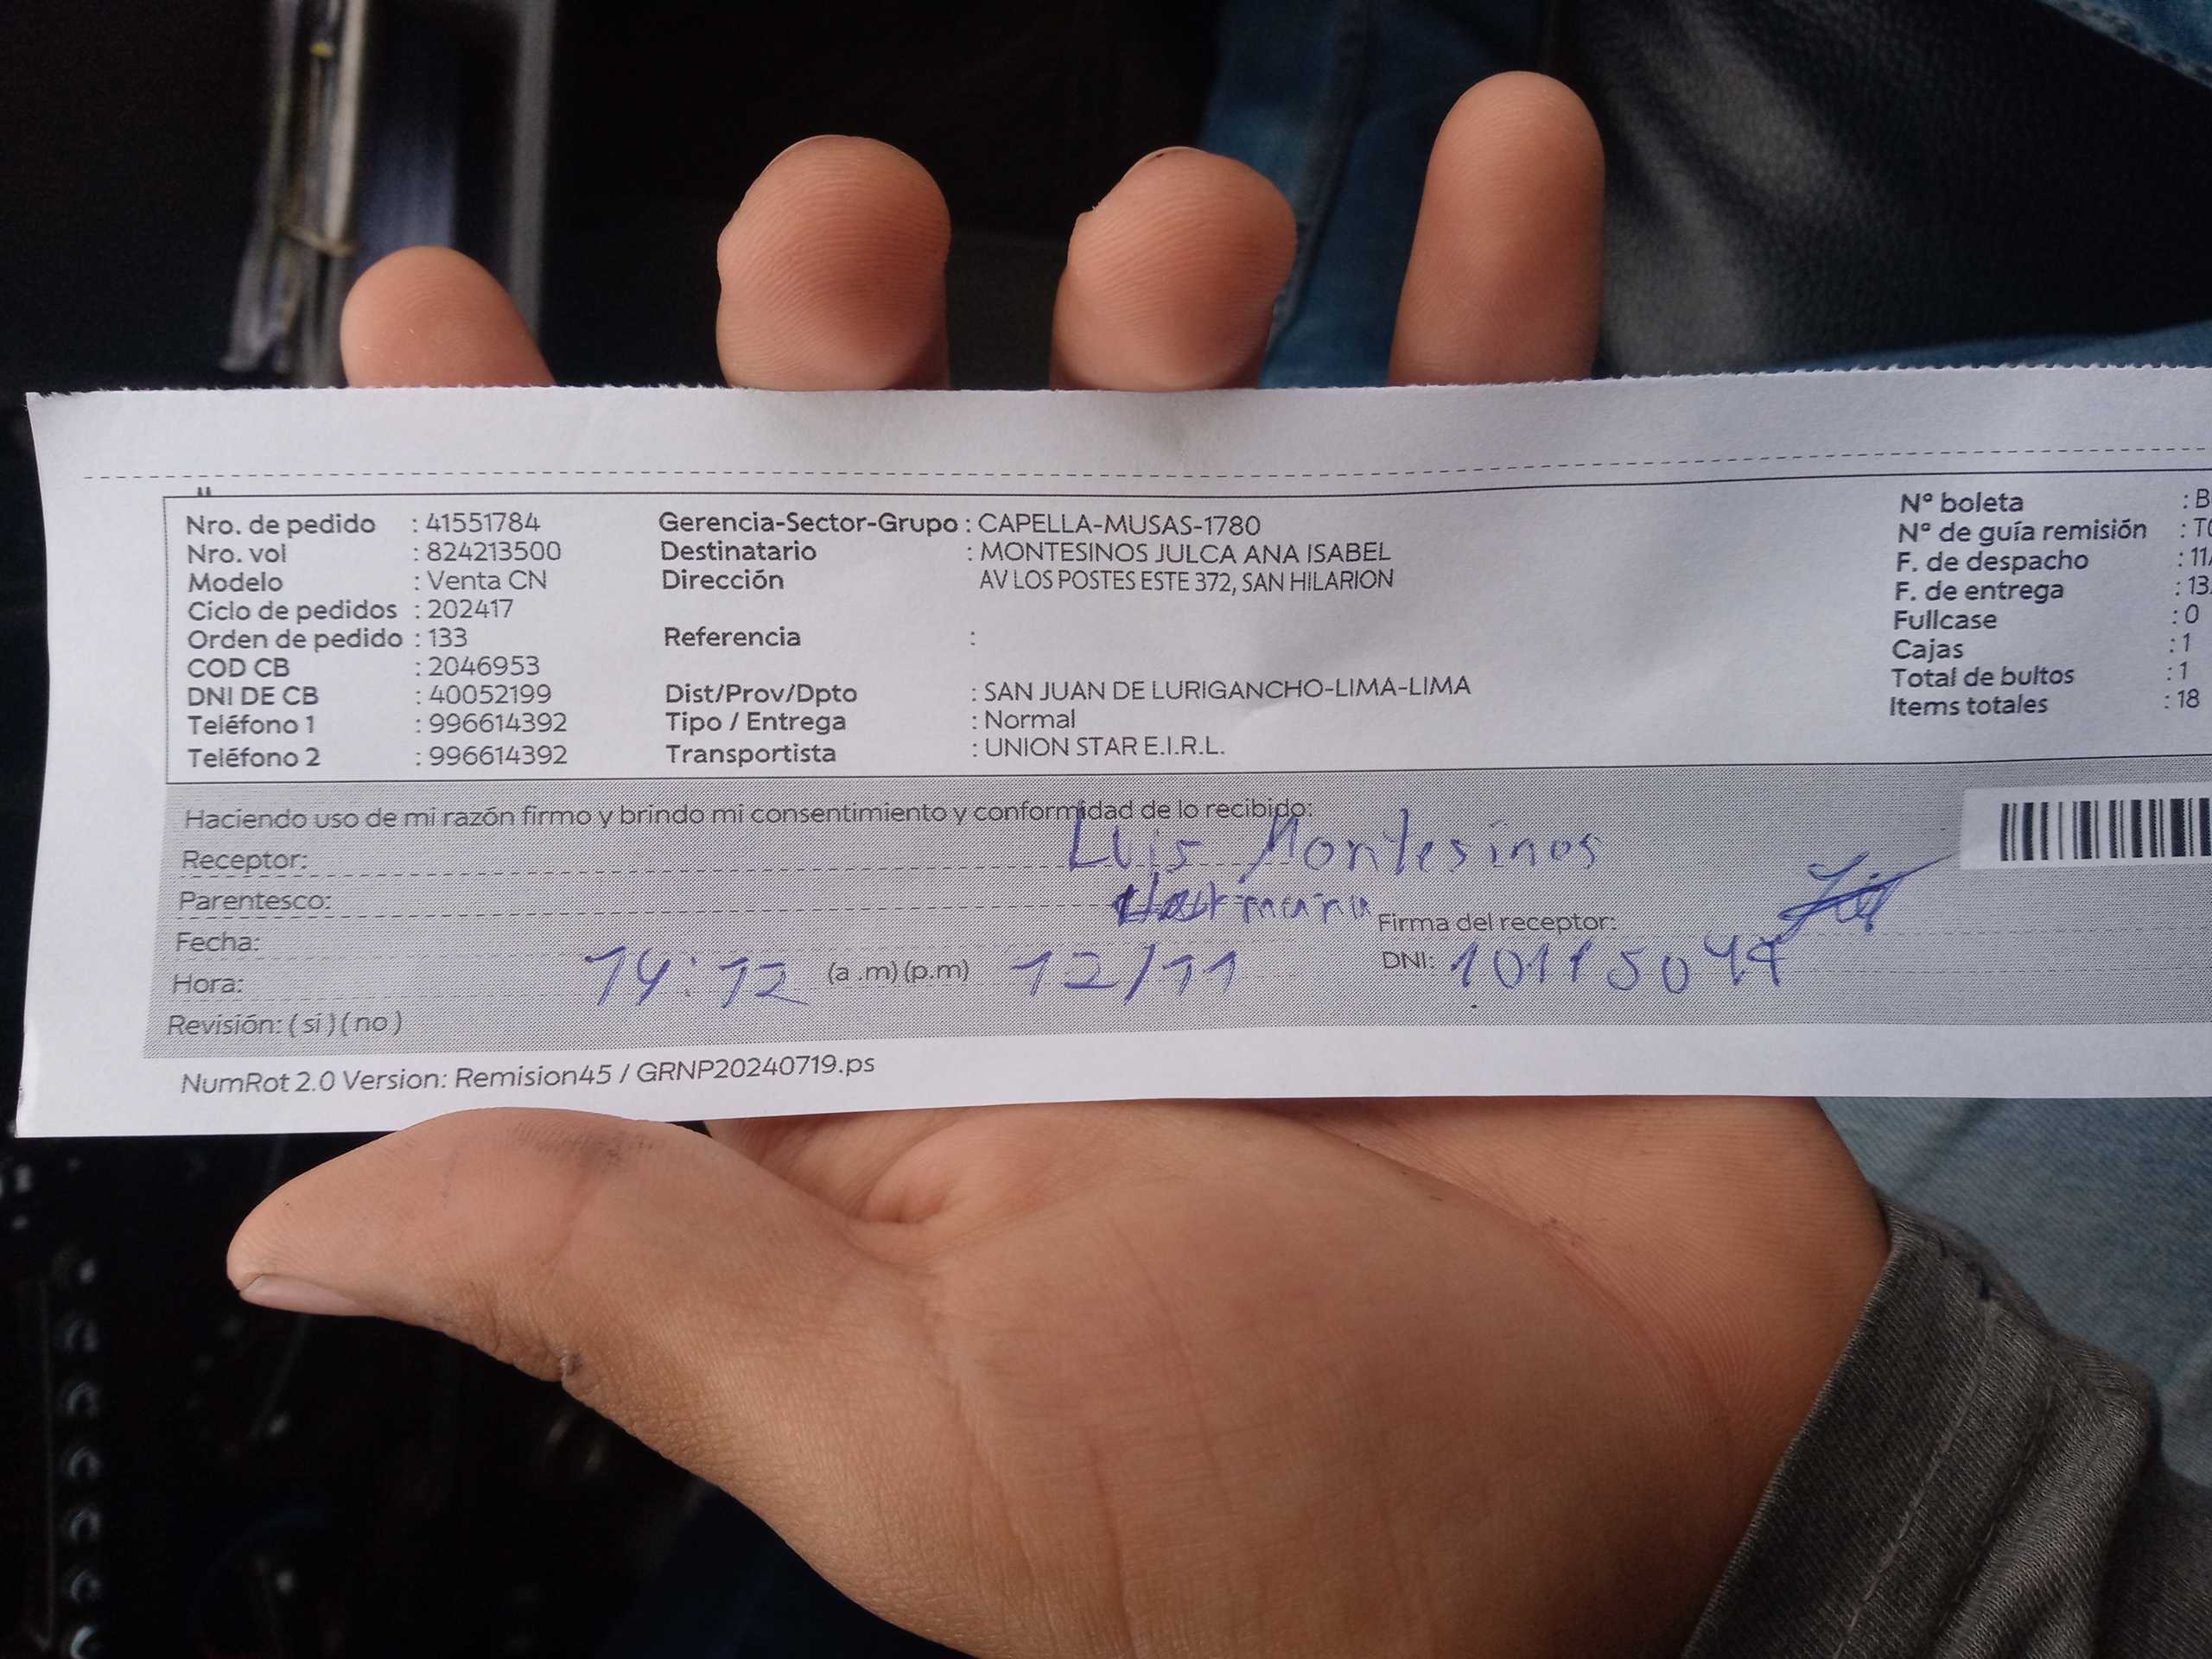 Nro. de pedido : 41551784 Gerencia-Sector-Grupo : CAPELLA-MUSAS-1780 Nº boleta : B
Nro. vol : 824213500 Destinatario : MONTESINOS JULCA ANA ISABEL Nº de guía remisión : T0
Modelo : Venta CN Dirección AV LOS POSTES ESTE 372, SAN HILARION F. de despacho : 11/
Ciclo de pedidos : 202417 F. de entrega : 13
Orden de pedido : 133 Referencia : Fullcase : 0
COD CB : 2046953 Cajas : 1
DNI DE CB : 40052199 Dist/Prov/Dpto : SAN JUAN DE LURIGANCHO-LIMA-LIMA Total de bultos : 1
Teléfono 1 : 996614392 Tipo / Entrega : Normal Items totales : 18
Teléfono 2 : 996614392 Transportista : UNION STAR E.I.R.L.
Haciendo uso de mi razón firmo y brindo mi consentimiento y conformidad de lo recibido:
Receptor: Luis Montesinos
Parentesco:
Fecha: Firma del receptor:
Hora: 14:12 (a .m) (p.m) 12/11 DNI:
Revisión: ( si ) ( no )
NumRot 2.0 Version: Remision45 / GRNP20240719.ps